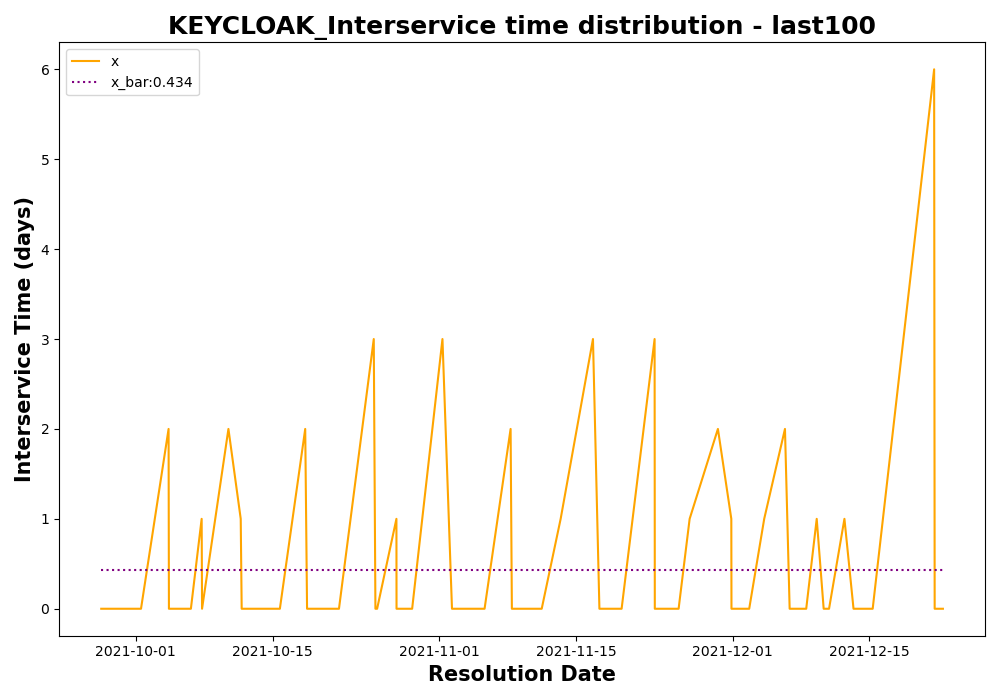 KEYCLOAK_Interservice time distribution - last100
x
x_bar:0.434
Interservice Time (days)
6
5
4
3
2
1
0
2021-10-01
2021-10-15
2021-11-01
2021-11-15
2021-12-01
2021-12-15
Resolution Date